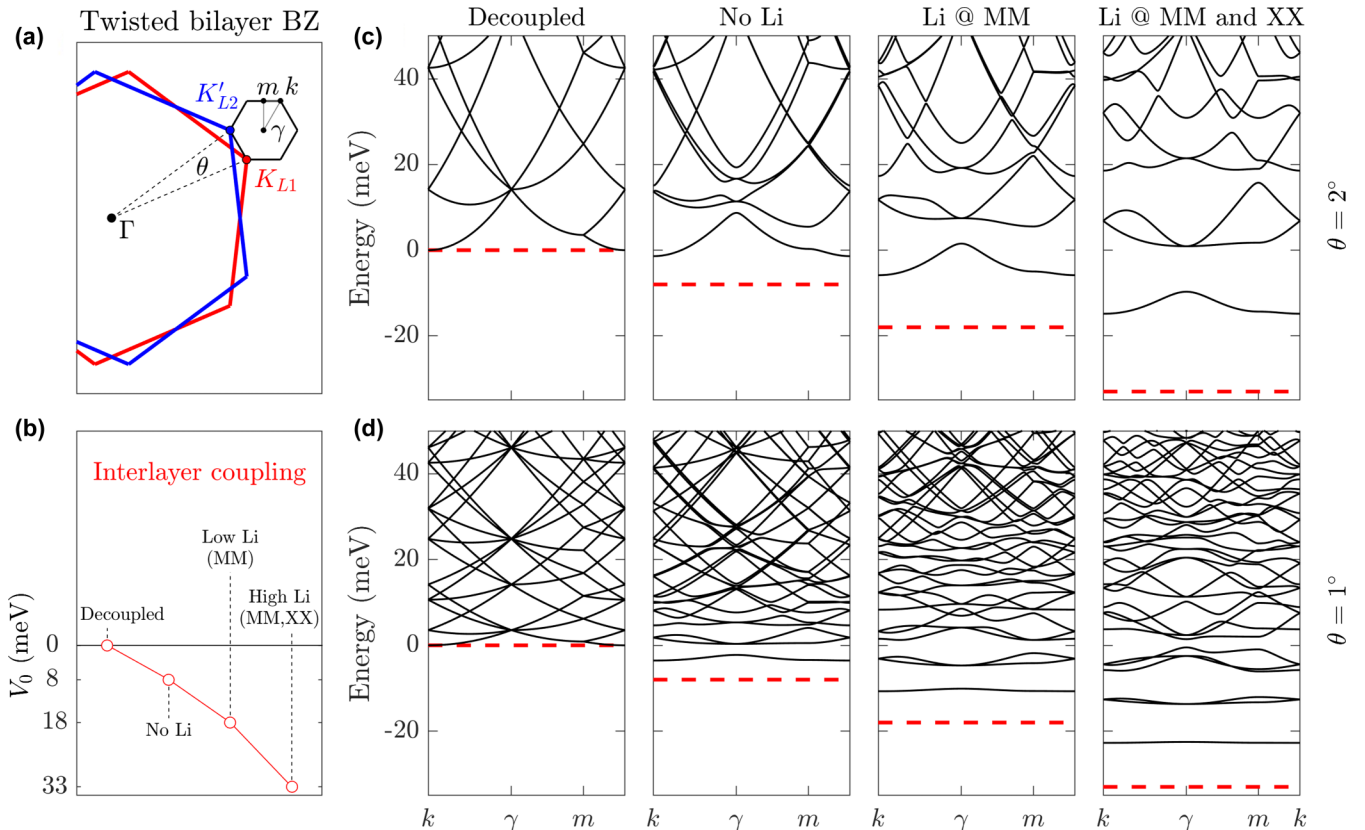 (a)
Twisted bilayer BZ
K′L2
m k
γ
θ
KL1
Γ
(b)
Interlayer coupling
Low Li
(MM)
High Li
(MM,XX)
Decoupled
No Li
V0 (meV)
0
8
18
33
(c)
Decoupled
No Li
Li @ MM
Li @ MM and XX
Energy (meV)
40
20
0
-20
θ = 2°
(d)
Energy (meV)
40
20
0
-20
θ = 1°
k γ m k γ m k γ m k γ m k